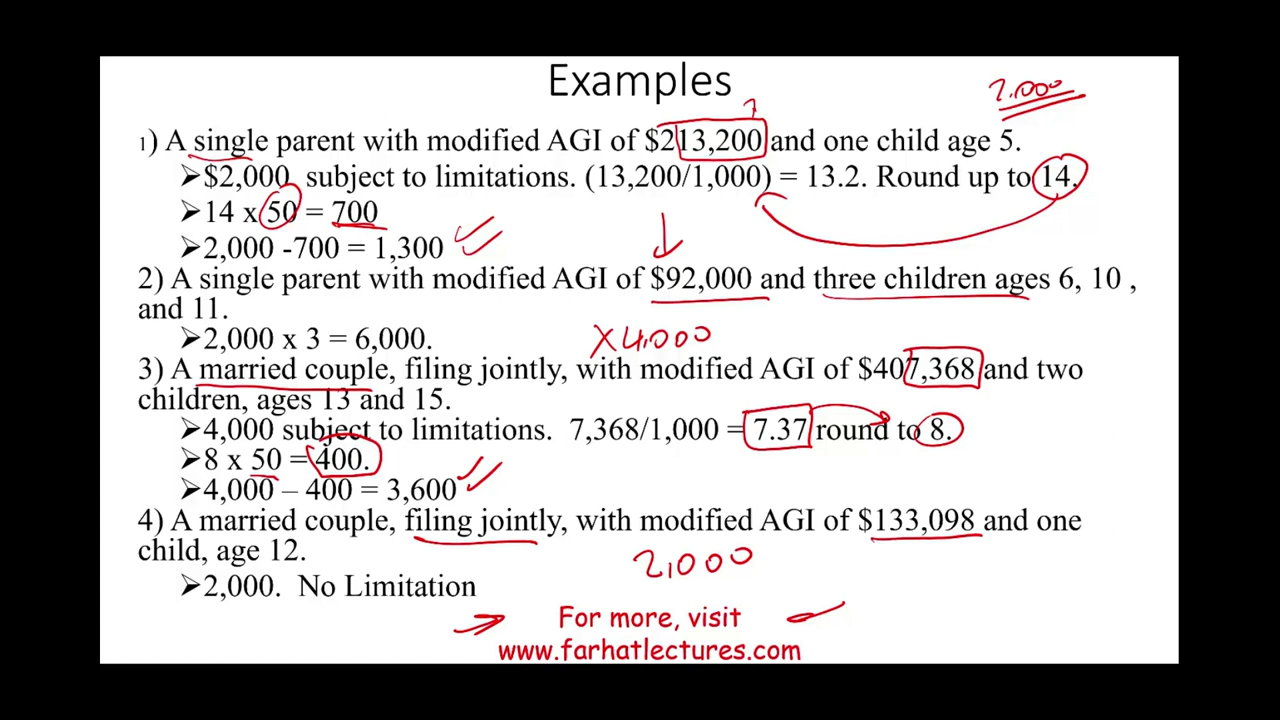 Examples
2.000
1) A single parent with modified AGI of $213,200 and one child age 5.
➢$2,000, subject to limitations. (13,200/1,000) = 13.2. Round up to 14.
➢14 x 50 = 700
➢2,000 -700 = 1,300
2) A single parent with modified AGI of $92,000 and three children ages 6, 10 ,
and 11.
➢2,000 x 3 = 6,000.
X4.000
3) A married couple, filing jointly, with modified AGI of $407,368 and two
children, ages 13 and 15.
➢4,000 subject to limitations. 7,368/1,000 = 7.37 round to 8.
➢8 x 50 = 400.
➢4,000 – 400 = 3,600
4) A married couple, filing jointly, with modified AGI of $133,098 and one
child, age 12.
2,000
➢2,000. No Limitation
For more, visit
www.farhatlectures.com